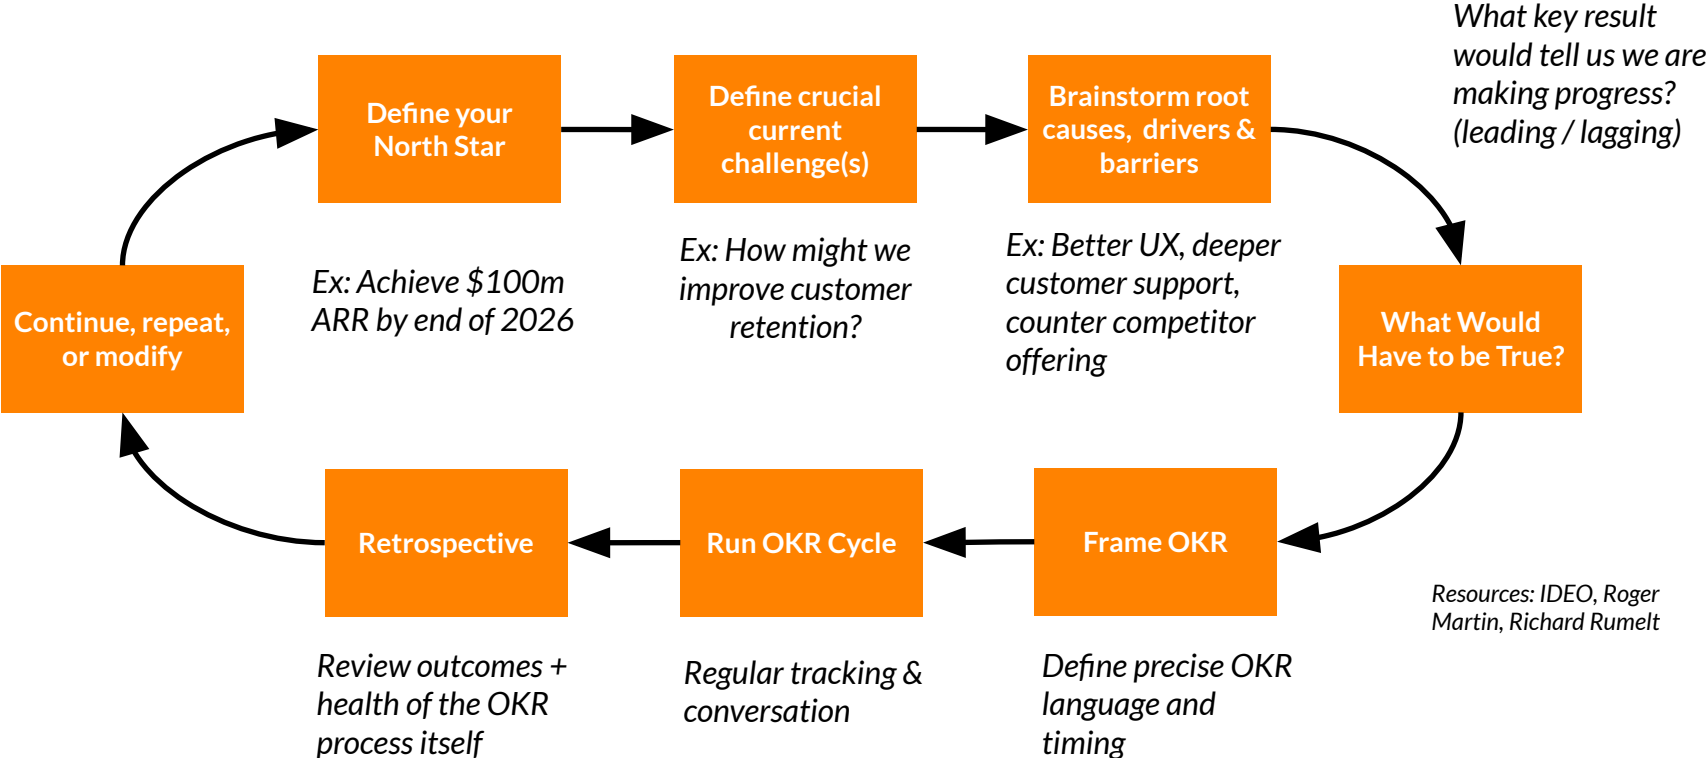 What key result
would tell us we are
making progress?
(leading / lagging)
Define your
North Star
Define crucial
current
challenge(s)
Brainstorm root
causes, drivers &
barriers
Ex: Achieve $100m
ARR by end of 2026
Ex: How might we
improve customer
retention?
Ex: Better UX, deeper
customer support,
counter competitor
offering
What Would
Have to be True?
Continue, repeat,
or modify
Retrospective
Run OKR Cycle
Frame OKR
Review outcomes +
health of the OKR
process itself
Regular tracking &
conversation
Define precise OKR
language and
timing
Resources: IDEO, Roger
Martin, Richard Rumelt